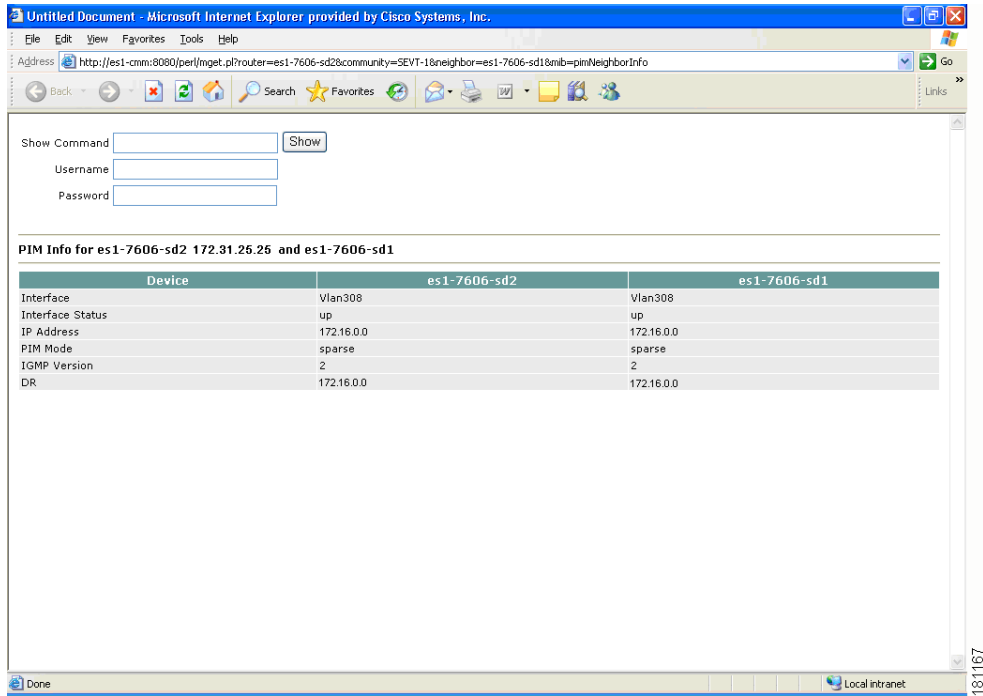 Untitled Document - Microsoft Internet Explorer provided by Cisco Systems, Inc.
File Edit View Favorites Tools Help
Address http://es1-cmm:8080/perl/mget.pl?router=es1-7606-sd2&community=SEVT-1&neighbor=es1-7606-sd1&mib=pimNeighborInfo Go
Back Search Favorites Links »
Show Command Show
Username
Password
PIM Info for es1-7606-sd2 172.31.25.25 and es1-7606-sd1
Device es1-7606-sd2 es1-7606-sd1
Interface Vlan308 Vlan308
Interface Status up up
IP Address 172.16.0.0 172.16.0.0
PIM Mode sparse sparse
IGMP Version 2 2
DR 172.16.0.0 172.16.0.0
Done Local intranet
181167